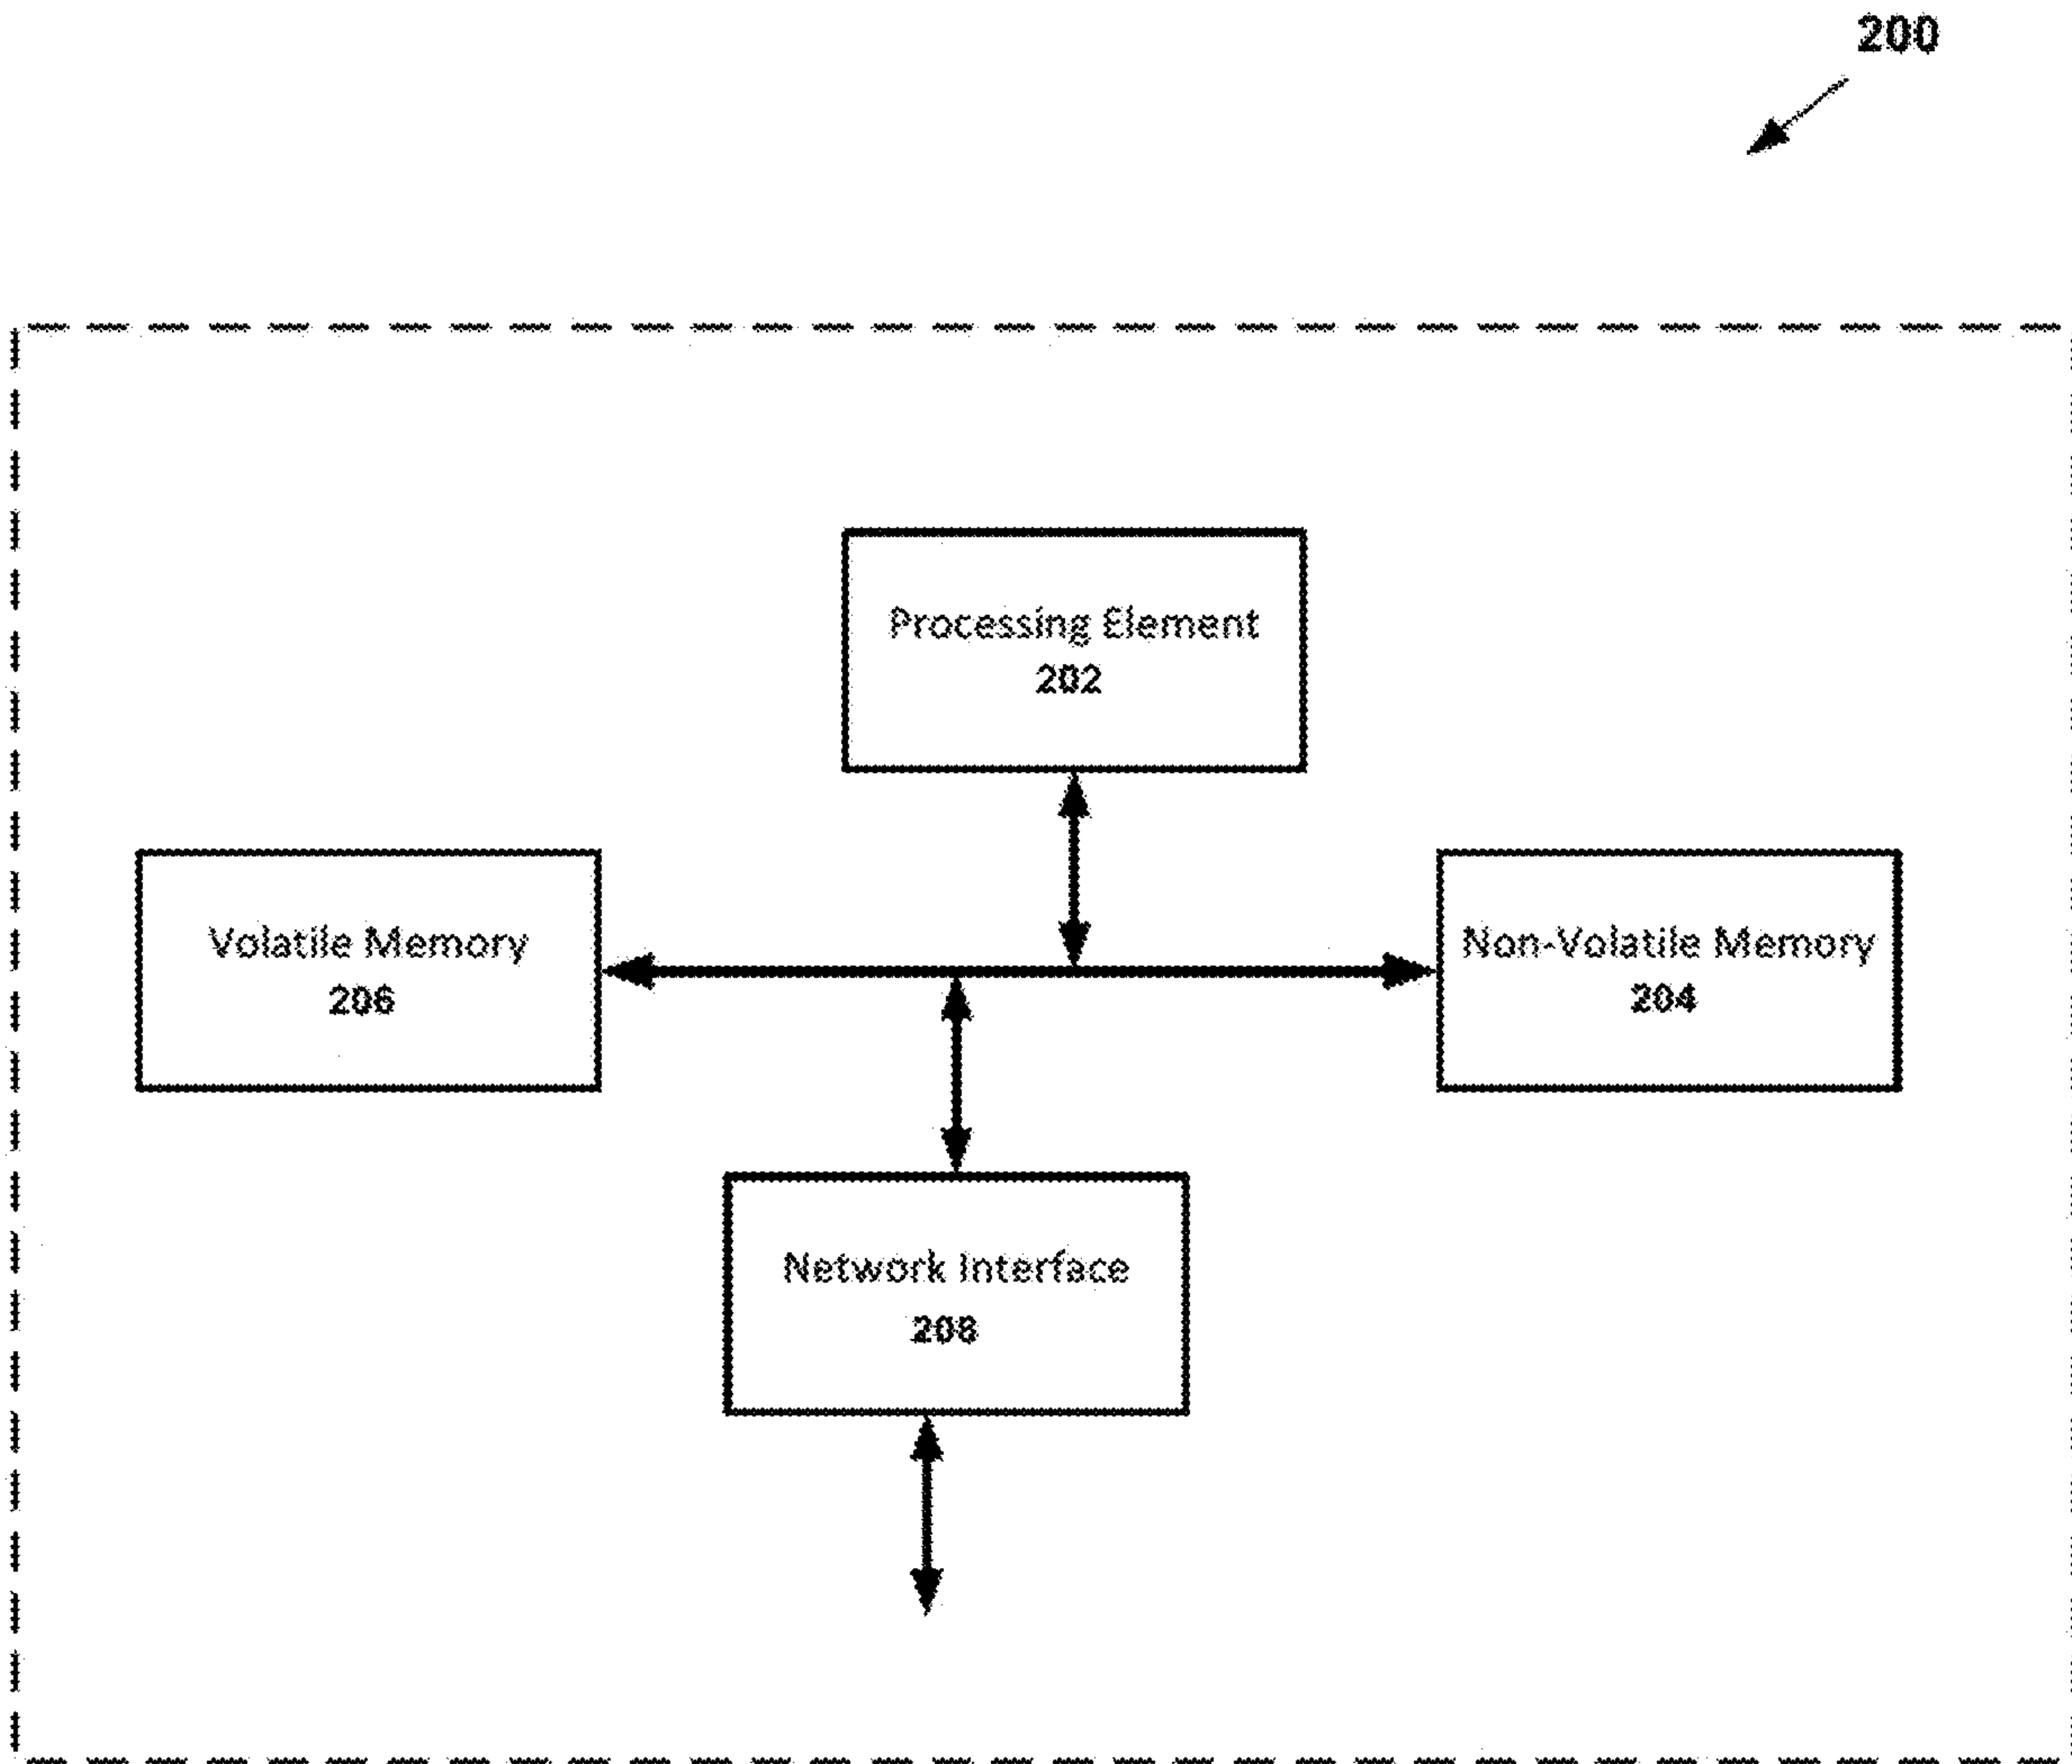 200
Processing Element
202
Volatile Memory
206
Non-Volatile Memory
204
Network Interface
208